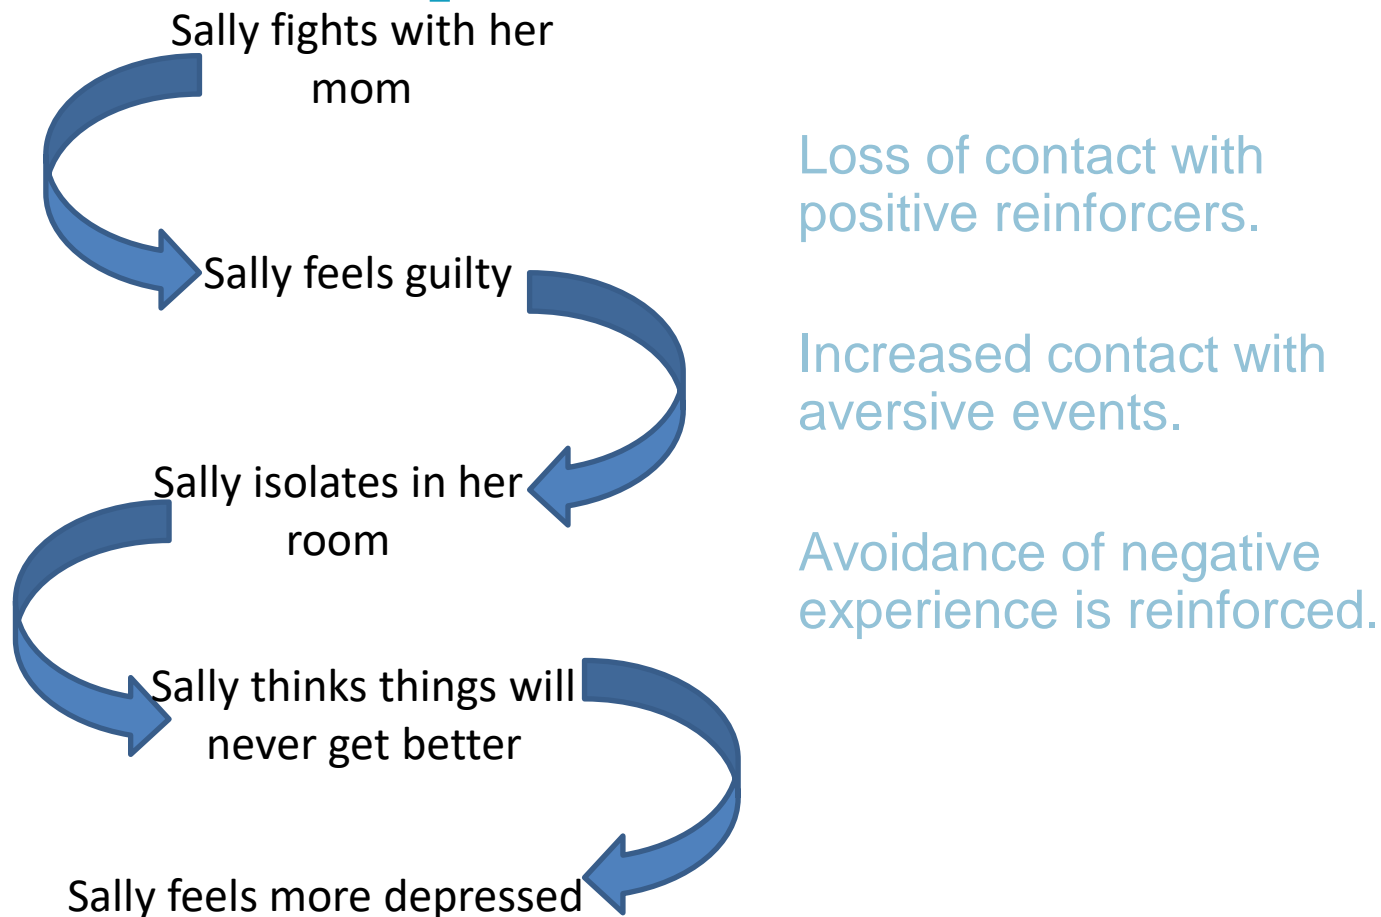 Sally fights with her
mom
Sally feels guilty
Sally isolates in her
room
Sally thinks things will
never get better
Sally feels more depressed
Loss of contact with
positive reinforcers.
Increased contact with
aversive events.
Avoidance of negative
experience is reinforced.